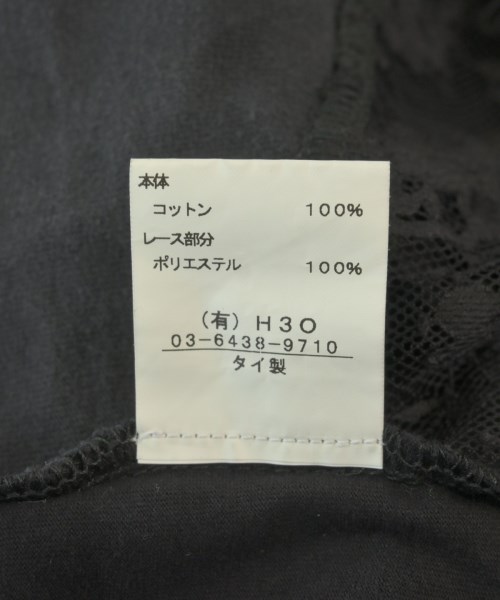 本体
コットン 100%
レース部分
ポリエステル 100%
(有) H3O
03-6438-9710
タイ製